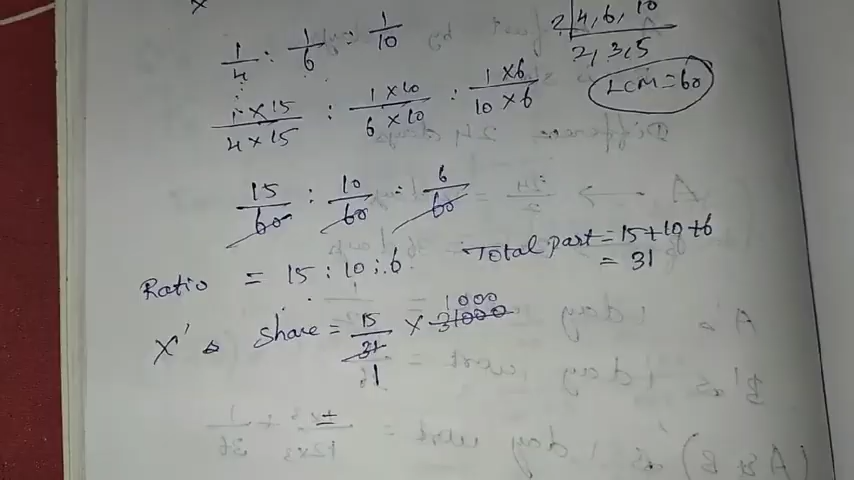 1/4 : 1/6 : 1/10
2 | 4, 6, 10
2, 3, 5
LCM = 60
1×15/4×15 : 1×10/6×10 : 1×6/10×6
15/60 : 10/60 : 6/60
Ratio = 15 : 10 : 6
Total part = 15+10+6
= 31
X's Share = 15/31 × 31000
1000
1